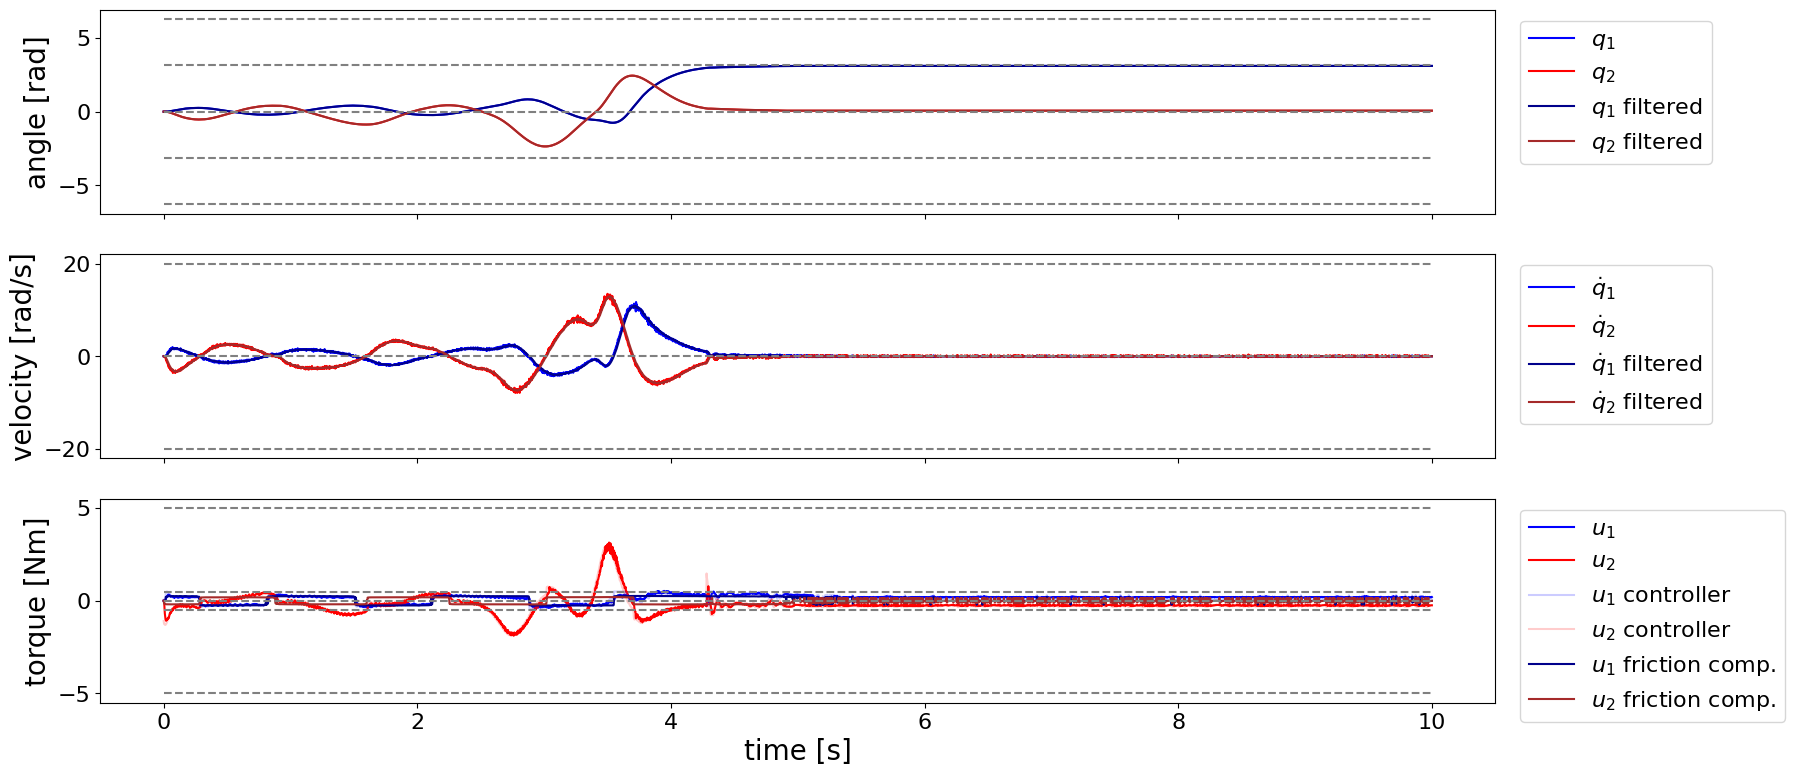 angle [rad]
5
0
−5
q₁
q₂
q₁ filtered
q₂ filtered
velocity [rad/s]
20
0
−20
q̇₁
q̇₂
q̇₁ filtered
q̇₂ filtered
torque [Nm]
5
0
−5
u₁
u₂
u₁ controller
u₂ controller
u₁ friction comp.
u₂ friction comp.
0 2 4 6 8 10
time [s]